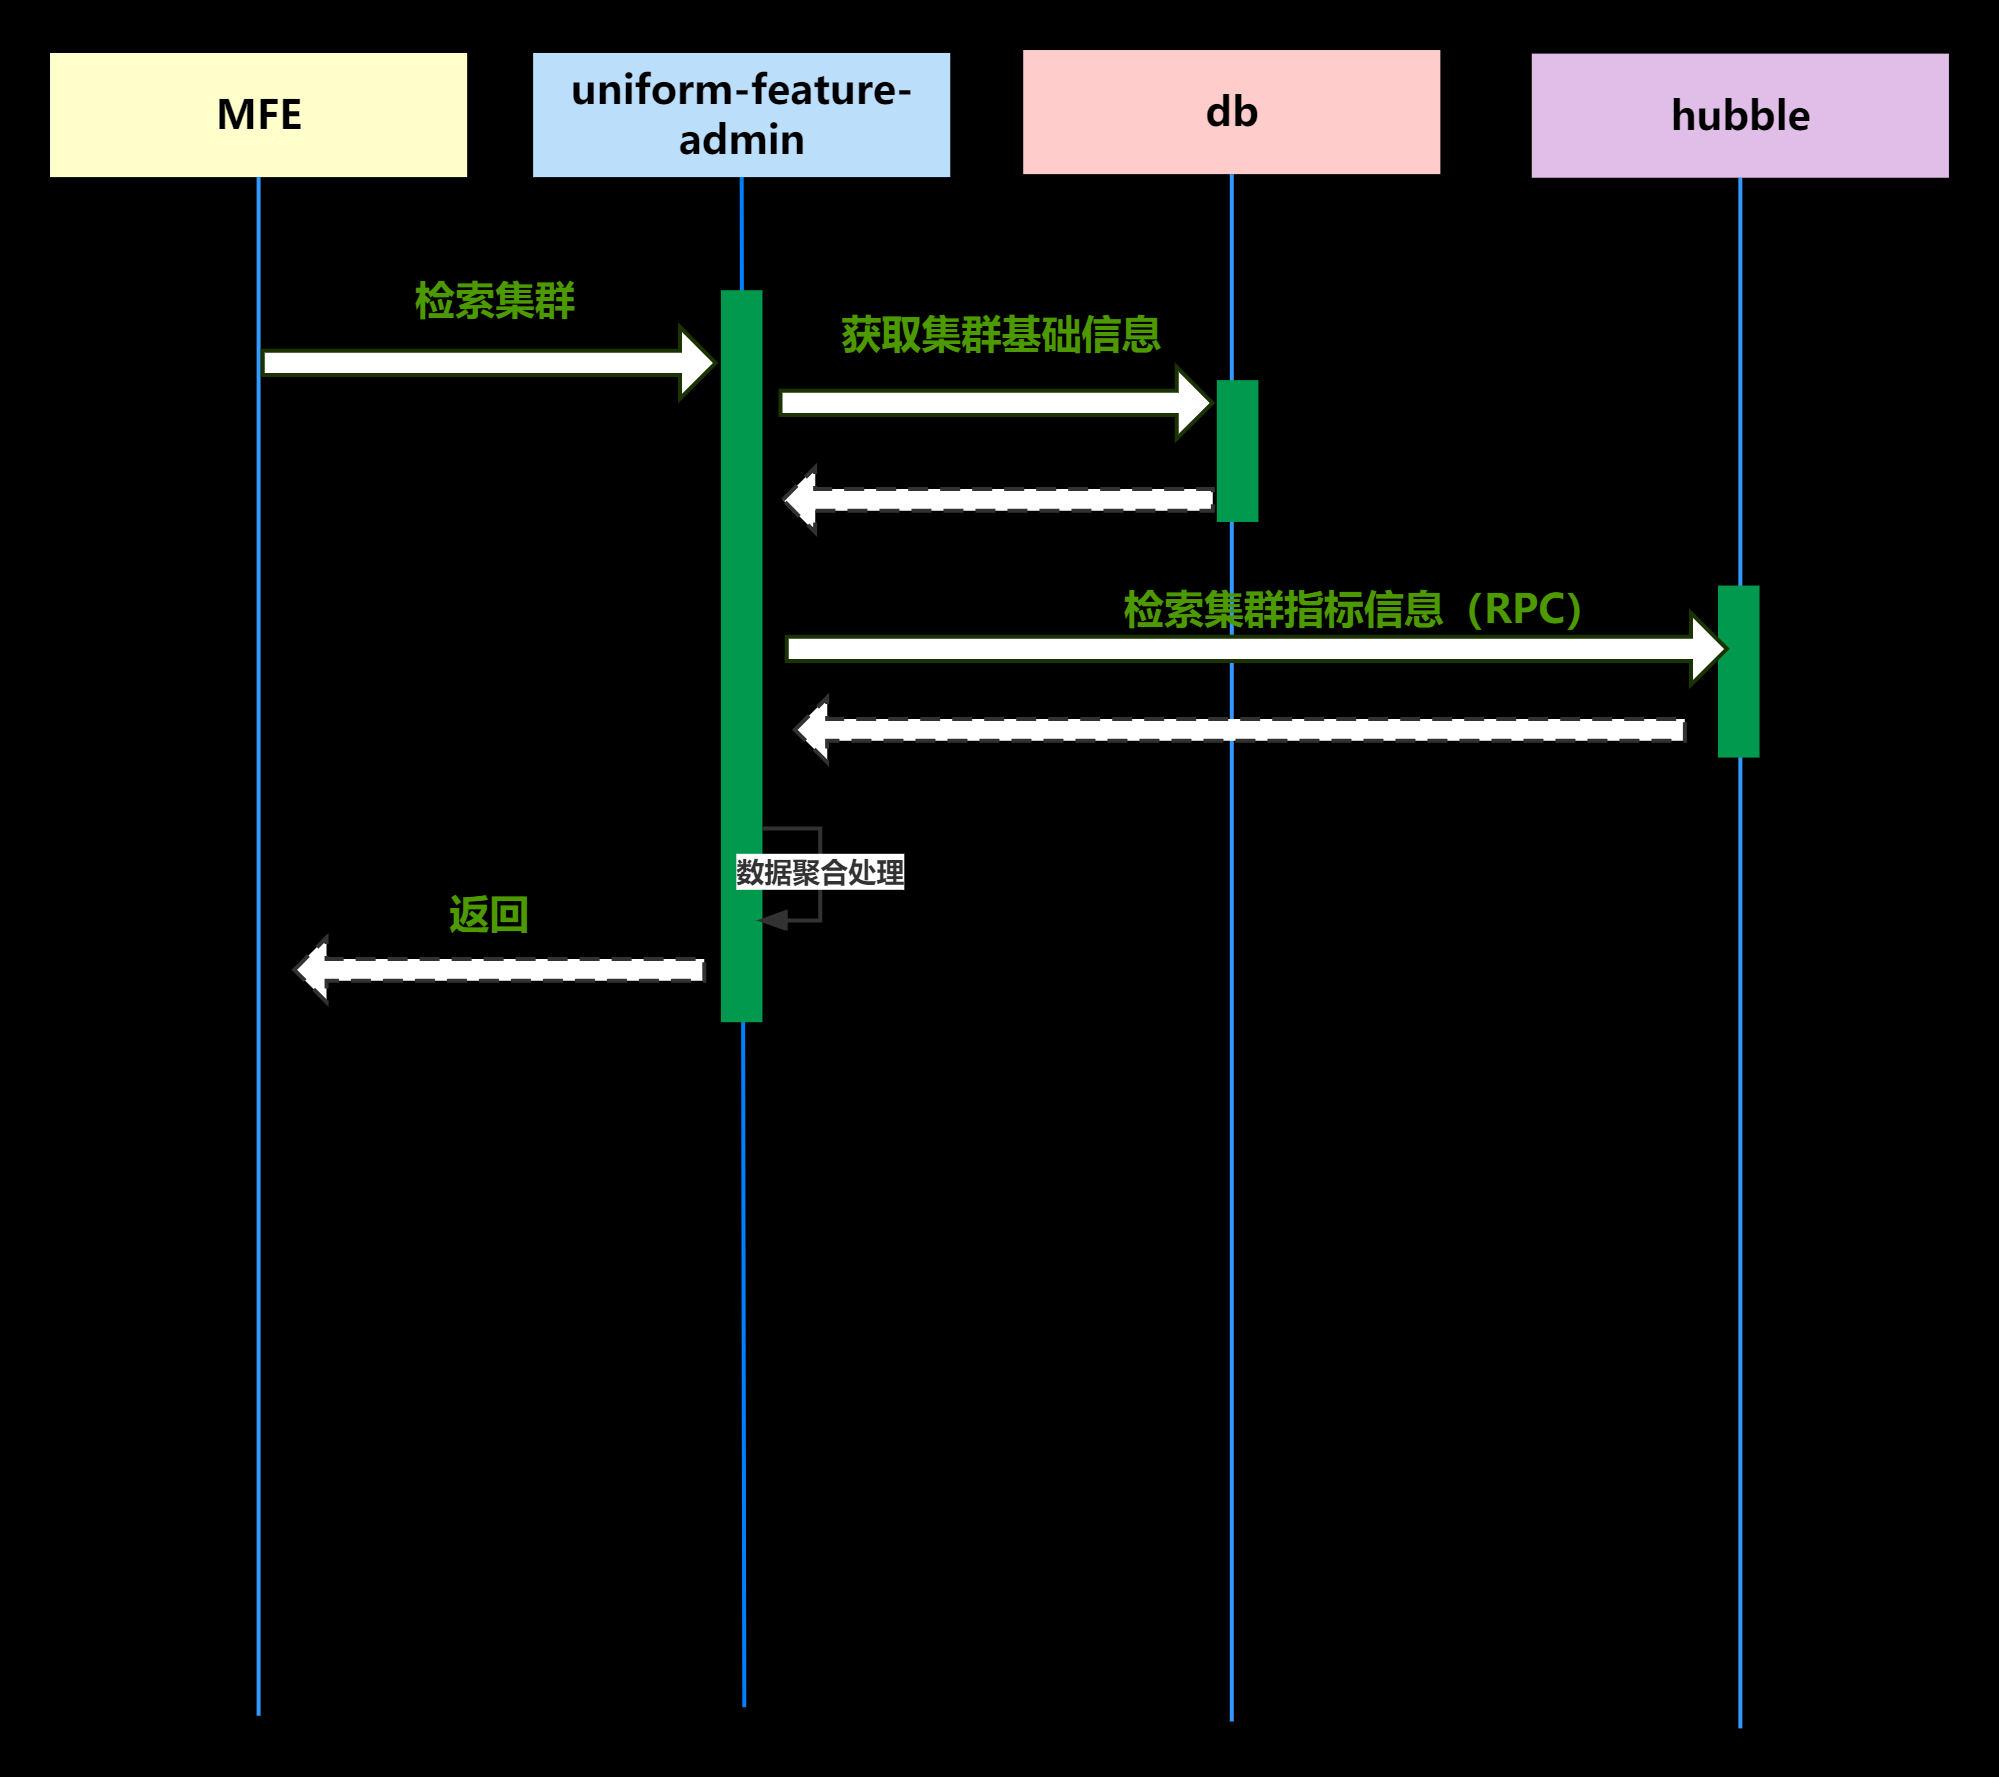 MFE
uniform-feature-
admin
db
hubble
检索集群
获取集群基础信息
检索集群指标信息（RPC）
数据聚合处理
返回